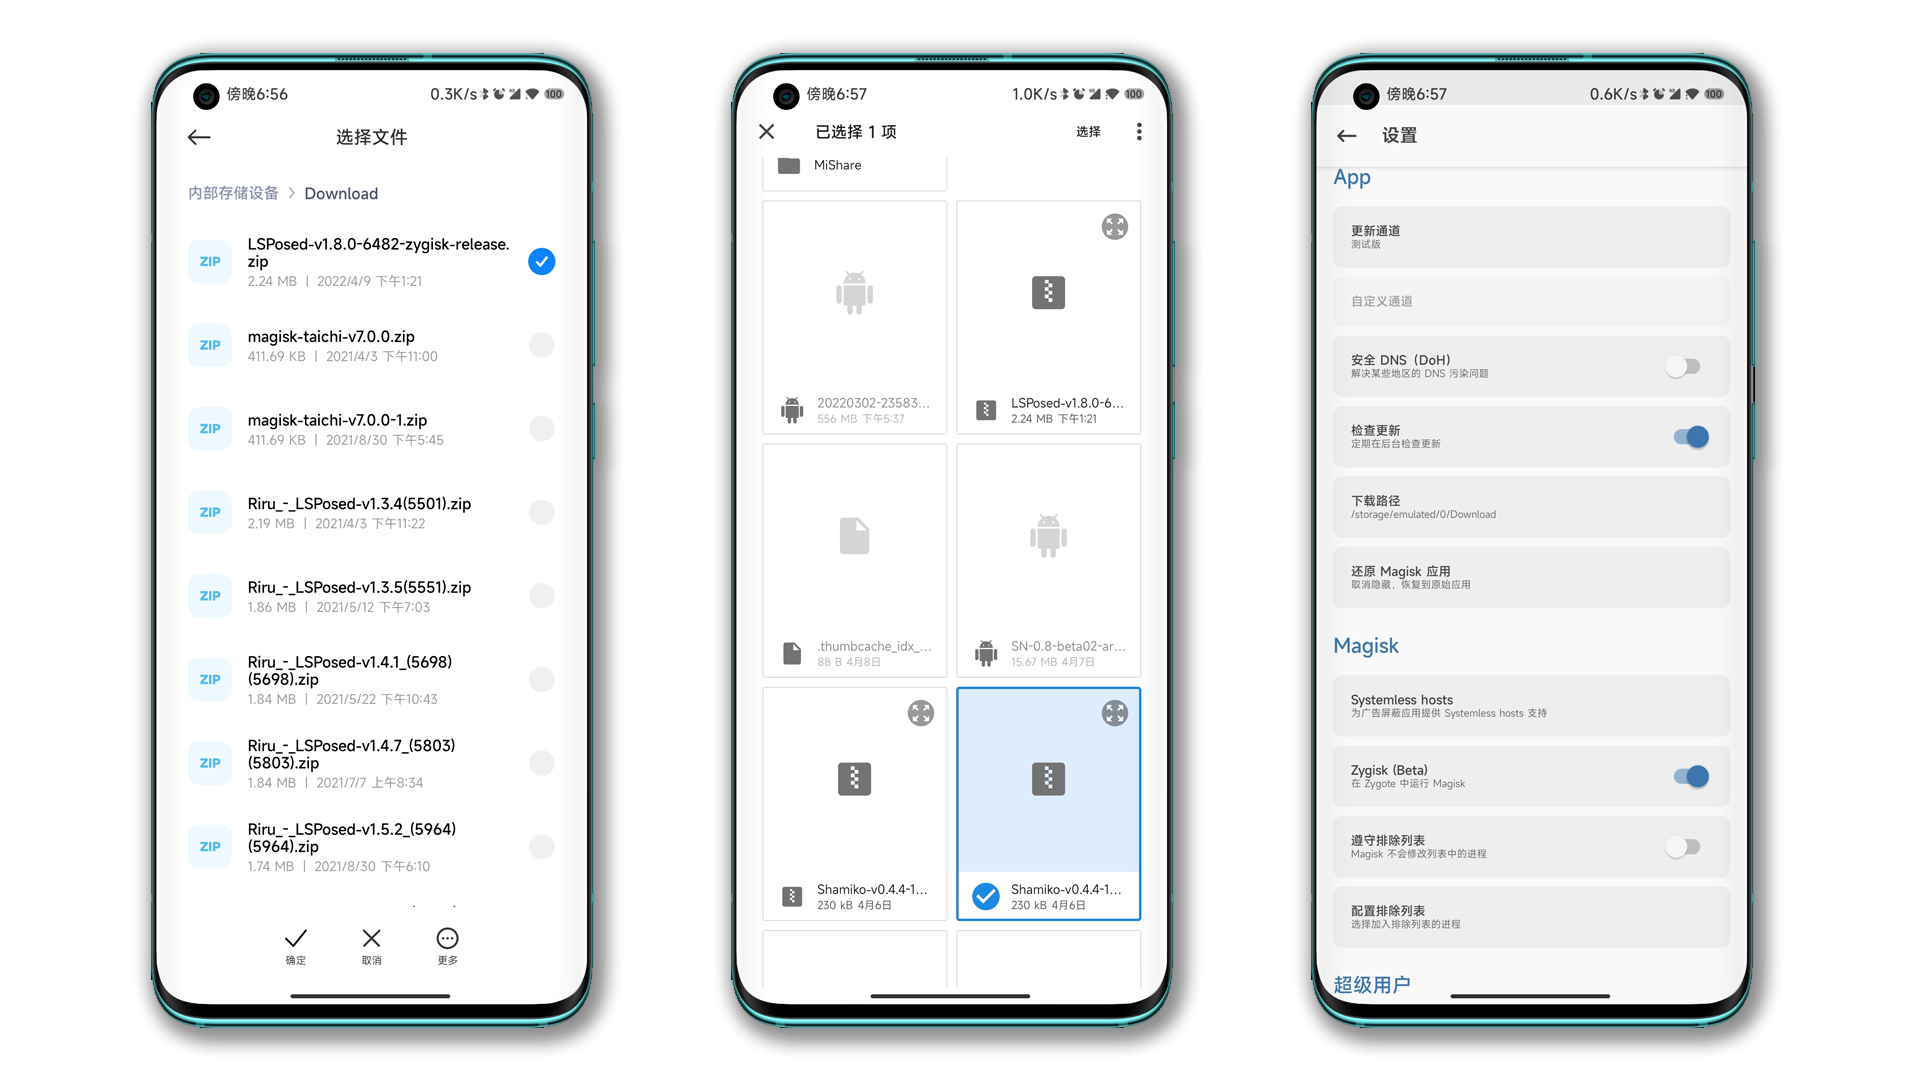 傍晚6:56
0.3K/s
100
选择文件
内部存储设备 > Download
ZIP
LSPosed-v1.8.0-6482-zygisk-release.
zip
2.24 MB | 2022/4/9 下午1:21
ZIP
magisk-taichi-v7.0.0.zip
411.69 KB | 2021/4/3 下午11:00
ZIP
magisk-taichi-v7.0.0-1.zip
411.69 KB | 2021/8/30 下午5:45
ZIP
Riru_-_LSPosed-v1.3.4(5501).zip
2.19 MB | 2021/4/3 下午11:22
ZIP
Riru_-_LSPosed-v1.3.5(5551).zip
1.86 MB | 2021/5/12 下午7:03
ZIP
Riru_-_LSPosed-v1.4.1_(5698)
(5698).zip
1.84 MB | 2021/5/22 下午10:43
ZIP
Riru_-_LSPosed-v1.4.7_(5803)
(5803).zip
1.84 MB | 2021/7/7 上午8:34
ZIP
Riru_-_LSPosed-v1.5.2_(5964)
(5964).zip
1.74 MB | 2021/8/30 下午6:10
确定
取消
更多
傍晚6:57
1.0K/s
100
已选择 1 项
选择
MiShare
20220302-23583...
556 MB 下午5:37
LSPosed-v1.8.0-6...
2.24 MB 下午1:21
.thumbcache_idx_...
88 B 4月8日
SN-0.8-beta02-ar...
15.67 MB 4月7日
Shamiko-v0.4.4-1...
230 kB 4月6日
Shamiko-v0.4.4-1...
230 kB 4月6日
傍晚6:57
0.6K/s
100
设置
App
更新通道
测试版
自定义通道
安全 DNS（DoH）
解决某些地区的 DNS 污染问题
检查更新
定期在后台检查更新
下载路径
/storage/emulated/0/Download
还原 Magisk 应用
取消隐藏，恢复到原始应用
Magisk
Systemless hosts
为广告屏蔽应用提供 Systemless hosts 支持
Zygisk (Beta)
在 Zygote 中运行 Magisk
遵守排除列表
Magisk 不会修改列表中的进程
配置排除列表
选择加入排除列表的进程
超级用户